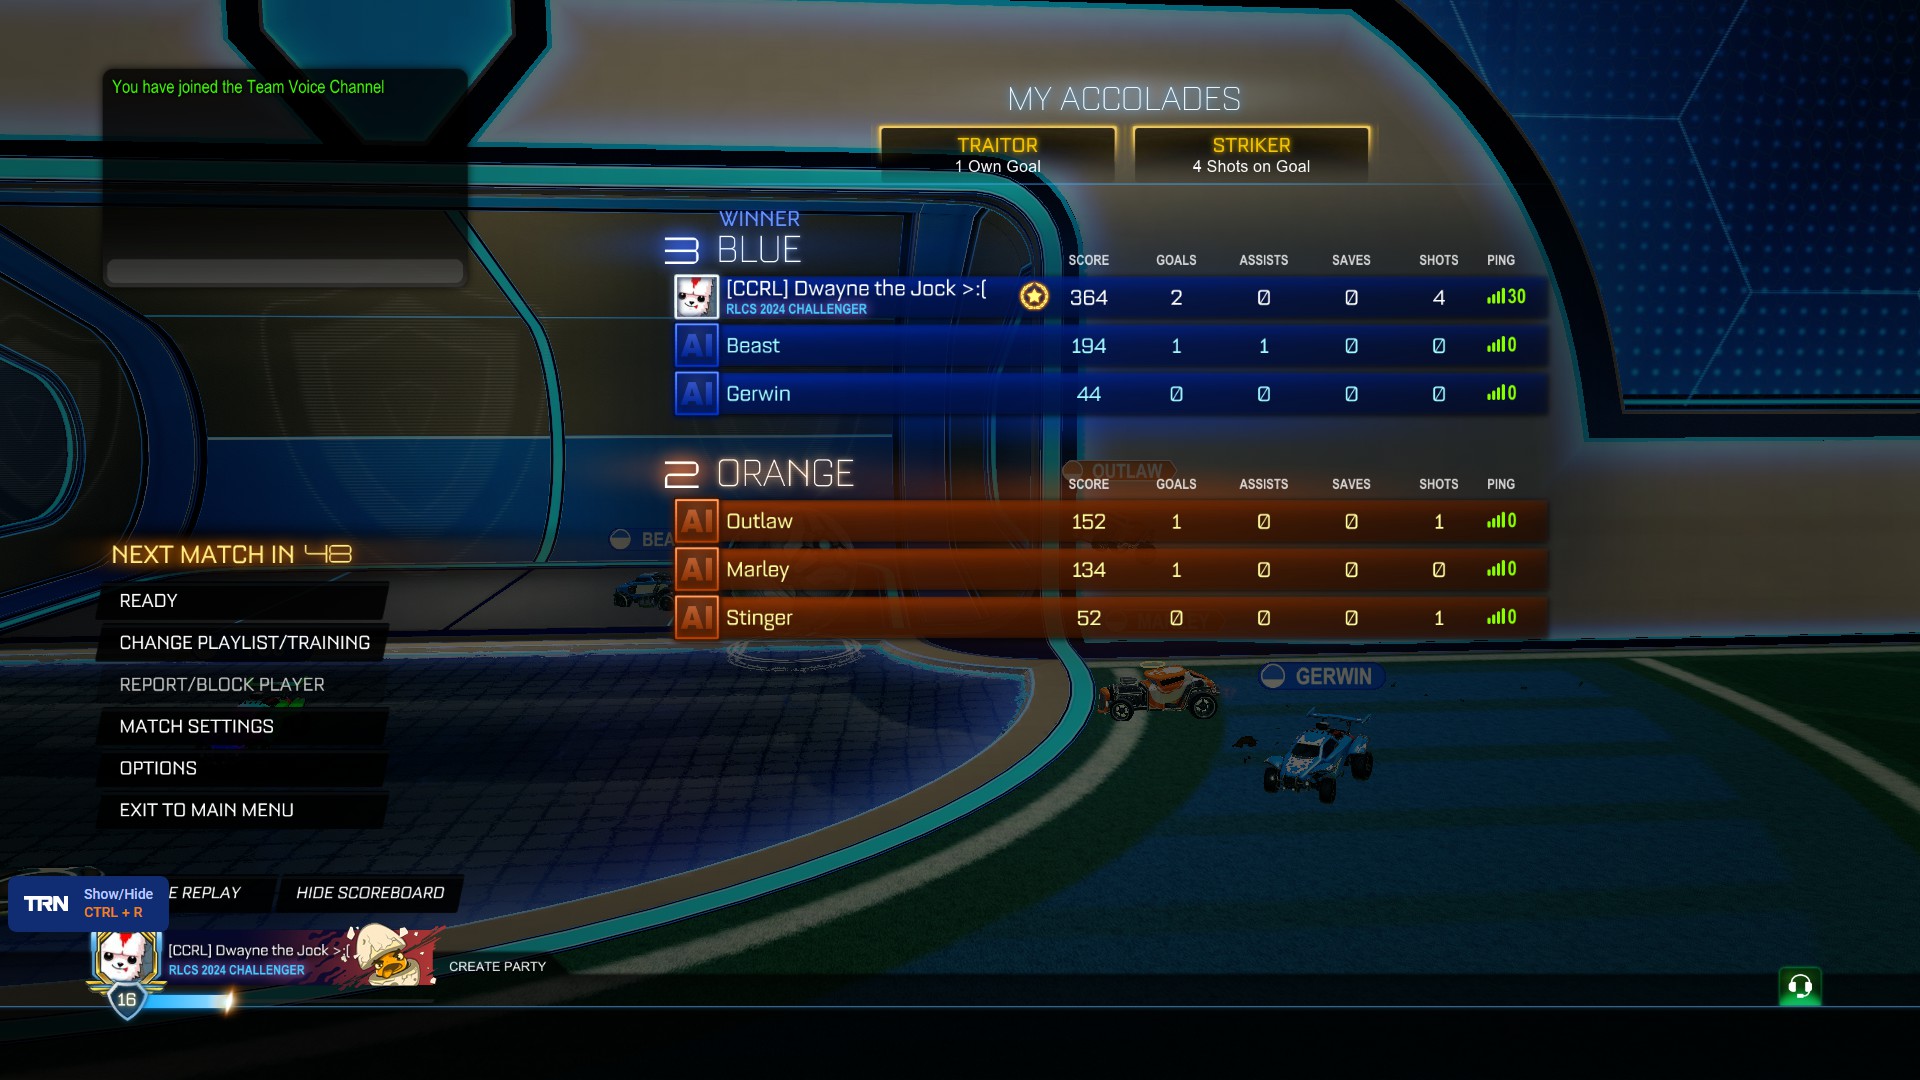 You have joined the Team Voice Channel
MY ACCOLADES
TRAITOR
1 Own Goal
STRIKER
4 Shots on Goal
WINNER
3 BLUE
SCORE GOALS ASSISTS SAVES SHOTS PING
[CCRL] Dwayne the Jock >:[ 364 2 0 0 4 30
RLCS 2024 CHALLENGER
AI Beast 194 1 1 0 0 0
AI Gerwin 44 0 0 0 0 0
OUTLAW
2 ORANGE
SCORE GOALS ASSISTS SAVES SHOTS PING
AI Outlaw 152 1 0 0 1 0
BEA
AI Marley 134 1 0 0 0 0
AI Stinger 52 0 0 0 1 0
GERWIN
NEXT MATCH IN 48
READY
CHANGE PLAYLIST/TRAINING
REPORT/BLOCK PLAYER
MATCH SETTINGS
OPTIONS
EXIT TO MAIN MENU
TRN Show/Hide
CTRL + R
E REPLAY
HIDE SCOREBOARD
[CCRL] Dwayne the Jock >:[
RLCS 2024 CHALLENGER
16
CREATE PARTY